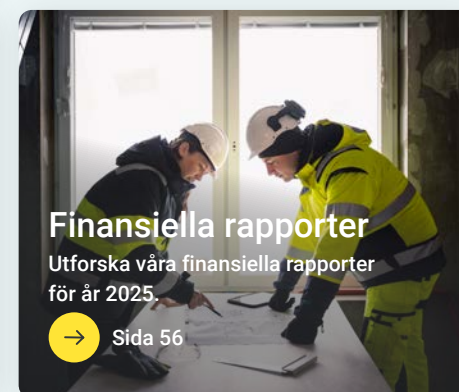 Finansiella rapporter
Utforska våra finansiella rapporter
för år 2025.
Sida 56